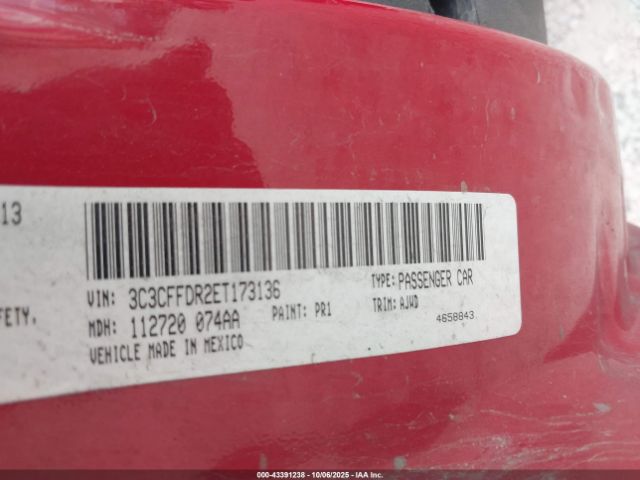 13
VIN: 3C3CFFDR2ET173136 TYPE: PASSENGER CAR
FETY. MDH: 112720 074AA PAINT: PR1 TRIM: AJWD
VEHICLE MADE IN MEXICO 4658843
000-43391238 - 10/06/2025 - IAA Inc.